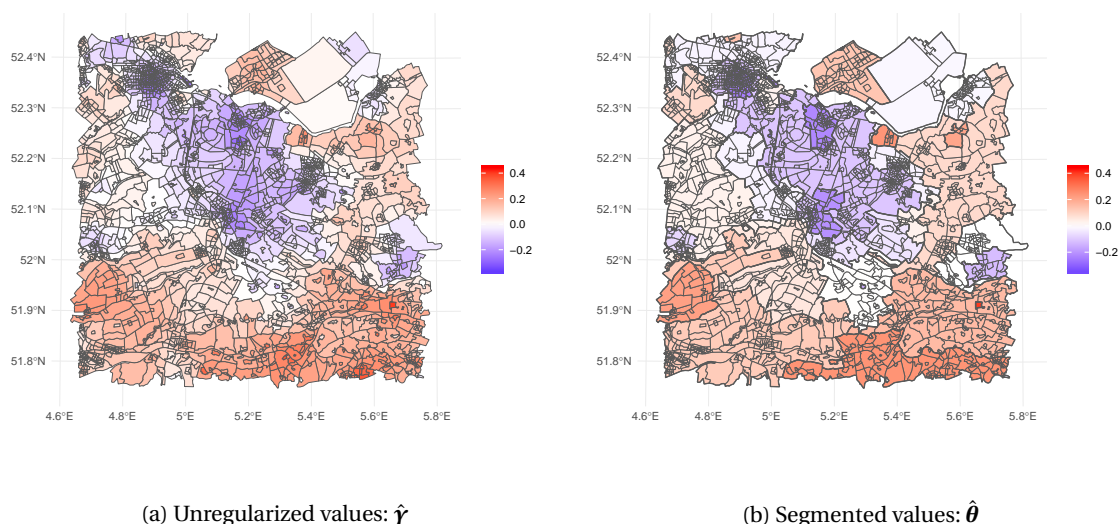 52.4°N
52.3°N
52.2°N
52.1°N
52°N
51.9°N
51.8°N
4.6°E 4.8°E 5°E 5.2°E 5.4°E 5.6°E 5.8°E
0.4
0.2
0.0
−0.2
(a) Unregularized values: γ̂
52.4°N
52.3°N
52.2°N
52.1°N
52°N
51.9°N
51.8°N
4.6°E 4.8°E 5°E 5.2°E 5.4°E 5.6°E 5.8°E
0.4
0.2
0.0
−0.2
(b) Segmented values: θ̂